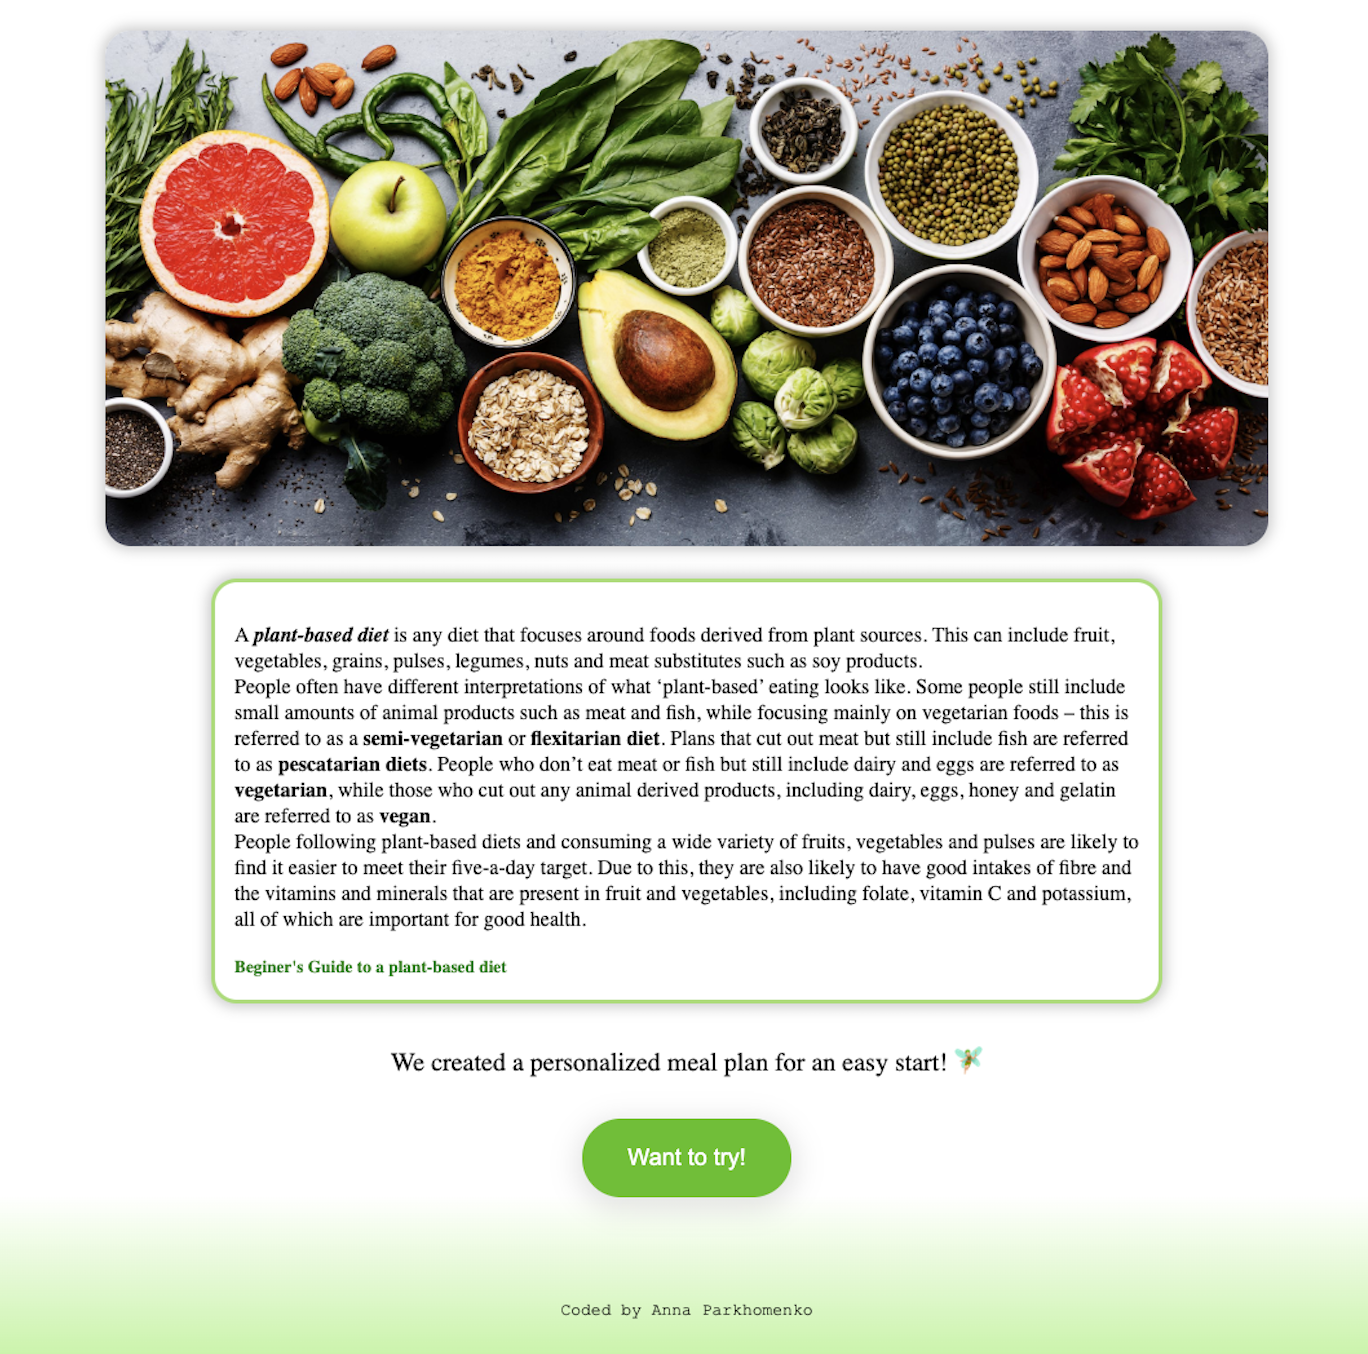 A plant-based diet is any diet that focuses around foods derived from plant sources. This can include fruit,
vegetables, grains, pulses, legumes, nuts and meat substitutes such as soy products.
People often have different interpretations of what ‘plant-based’ eating looks like. Some people still include
small amounts of animal products such as meat and fish, while focusing mainly on vegetarian foods – this is
referred to as a semi-vegetarian or flexitarian diet. Plans that cut out meat but still include fish are referred
to as pescatarian diets. People who don’t eat meat or fish but still include dairy and eggs are referred to as
vegetarian, while those who cut out any animal derived products, including dairy, eggs, honey and gelatin
are referred to as vegan.
People following plant-based diets and consuming a wide variety of fruits, vegetables and pulses are likely to
find it easier to meet their five-a-day target. Due to this, they are also likely to have good intakes of fibre and
the vitamins and minerals that are present in fruit and vegetables, including folate, vitamin C and potassium,
all of which are important for good health.
Beginer's Guide to a plant-based diet
We created a personalized meal plan for an easy start! 🧚
Want to try!
Coded by Anna Parkhomenko